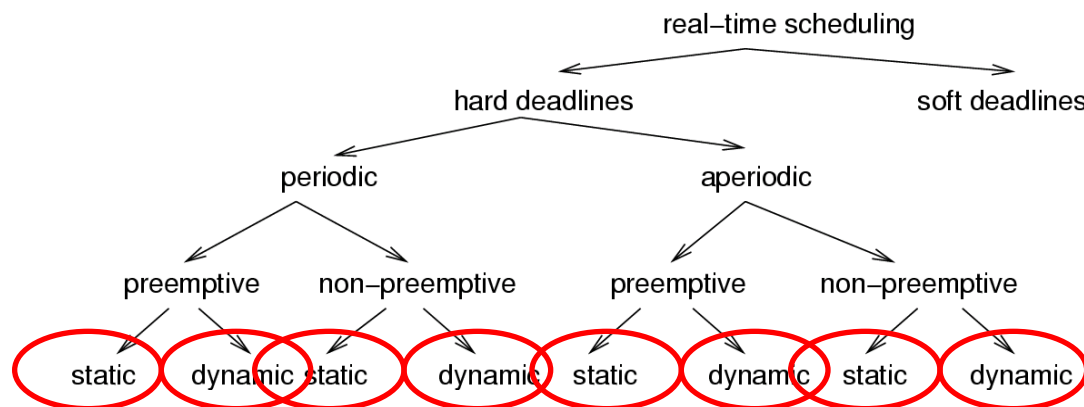 real–time scheduling
hard deadlines soft deadlines
periodic aperiodic
preemptive non–preemptive preemptive non–preemptive
static dynamic static dynamic static dynamic static dynamic